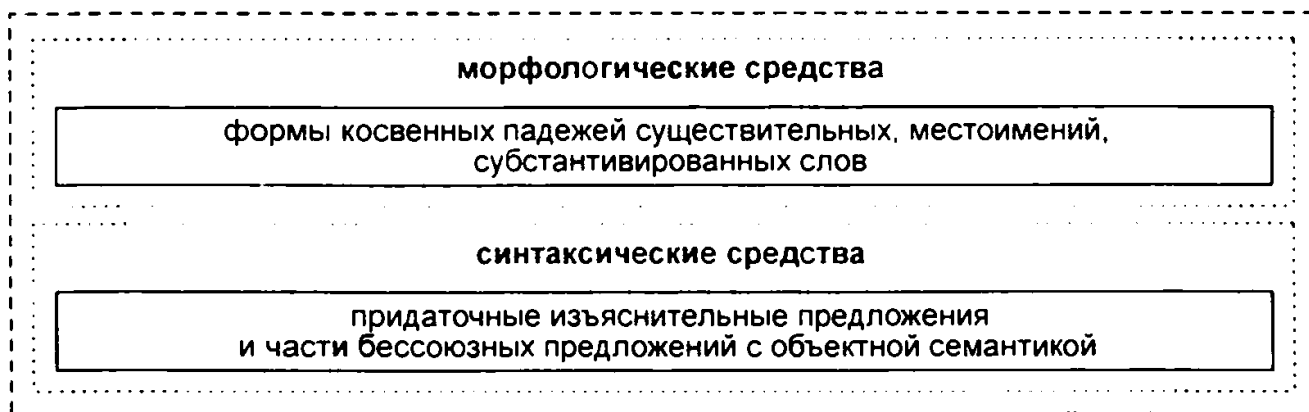 морфологические средства
формы косвенных падежей существительных, местоимений,
субстантивированных слов
синтаксические средства
придаточные изъяснительные предложения
и части бессоюзных предложений с объектной семантикой